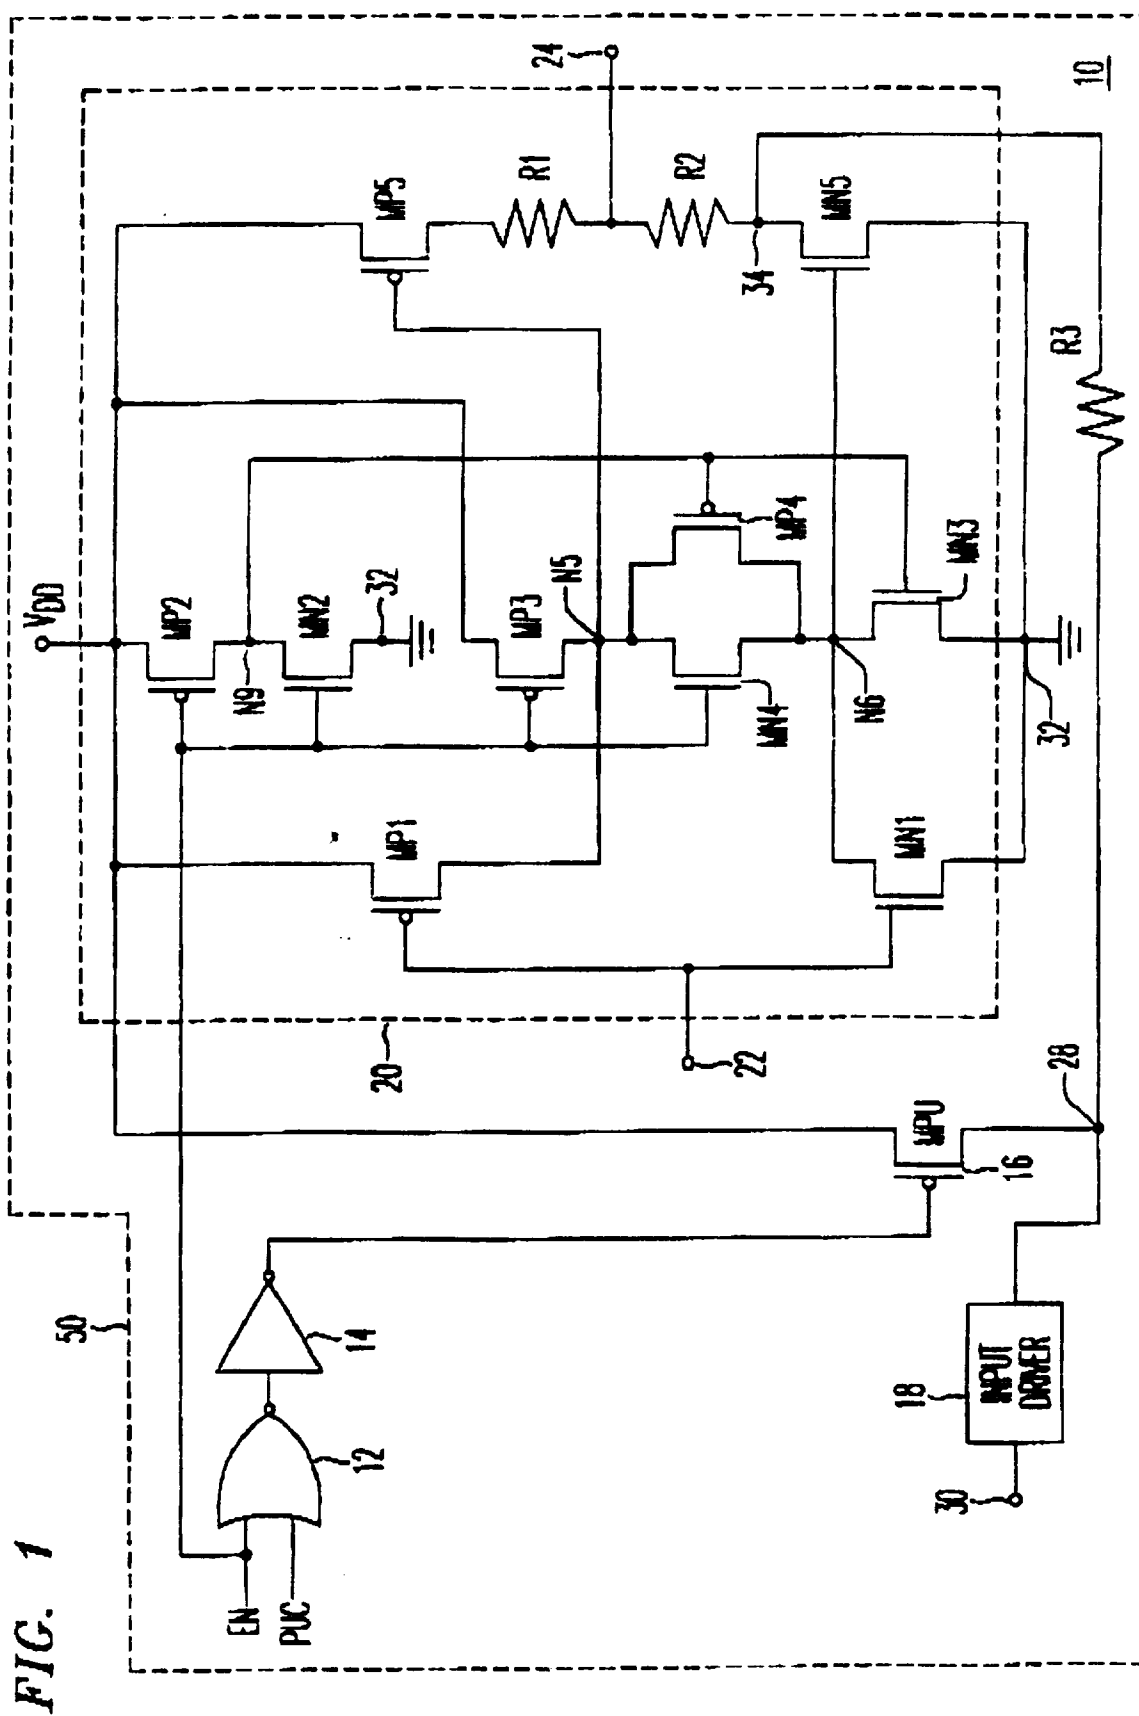 FIG. 1
10
50
EN
PUC
12
14
VDD
MP2
N9
MN2
32
MP1
MP3
N5
MP5
R1
24
R2
34
MN5
MP4
MN4
N6
MN3
MN1
32
20
22
R3
MPU
16
28
18
INPUT
DRIVER
30